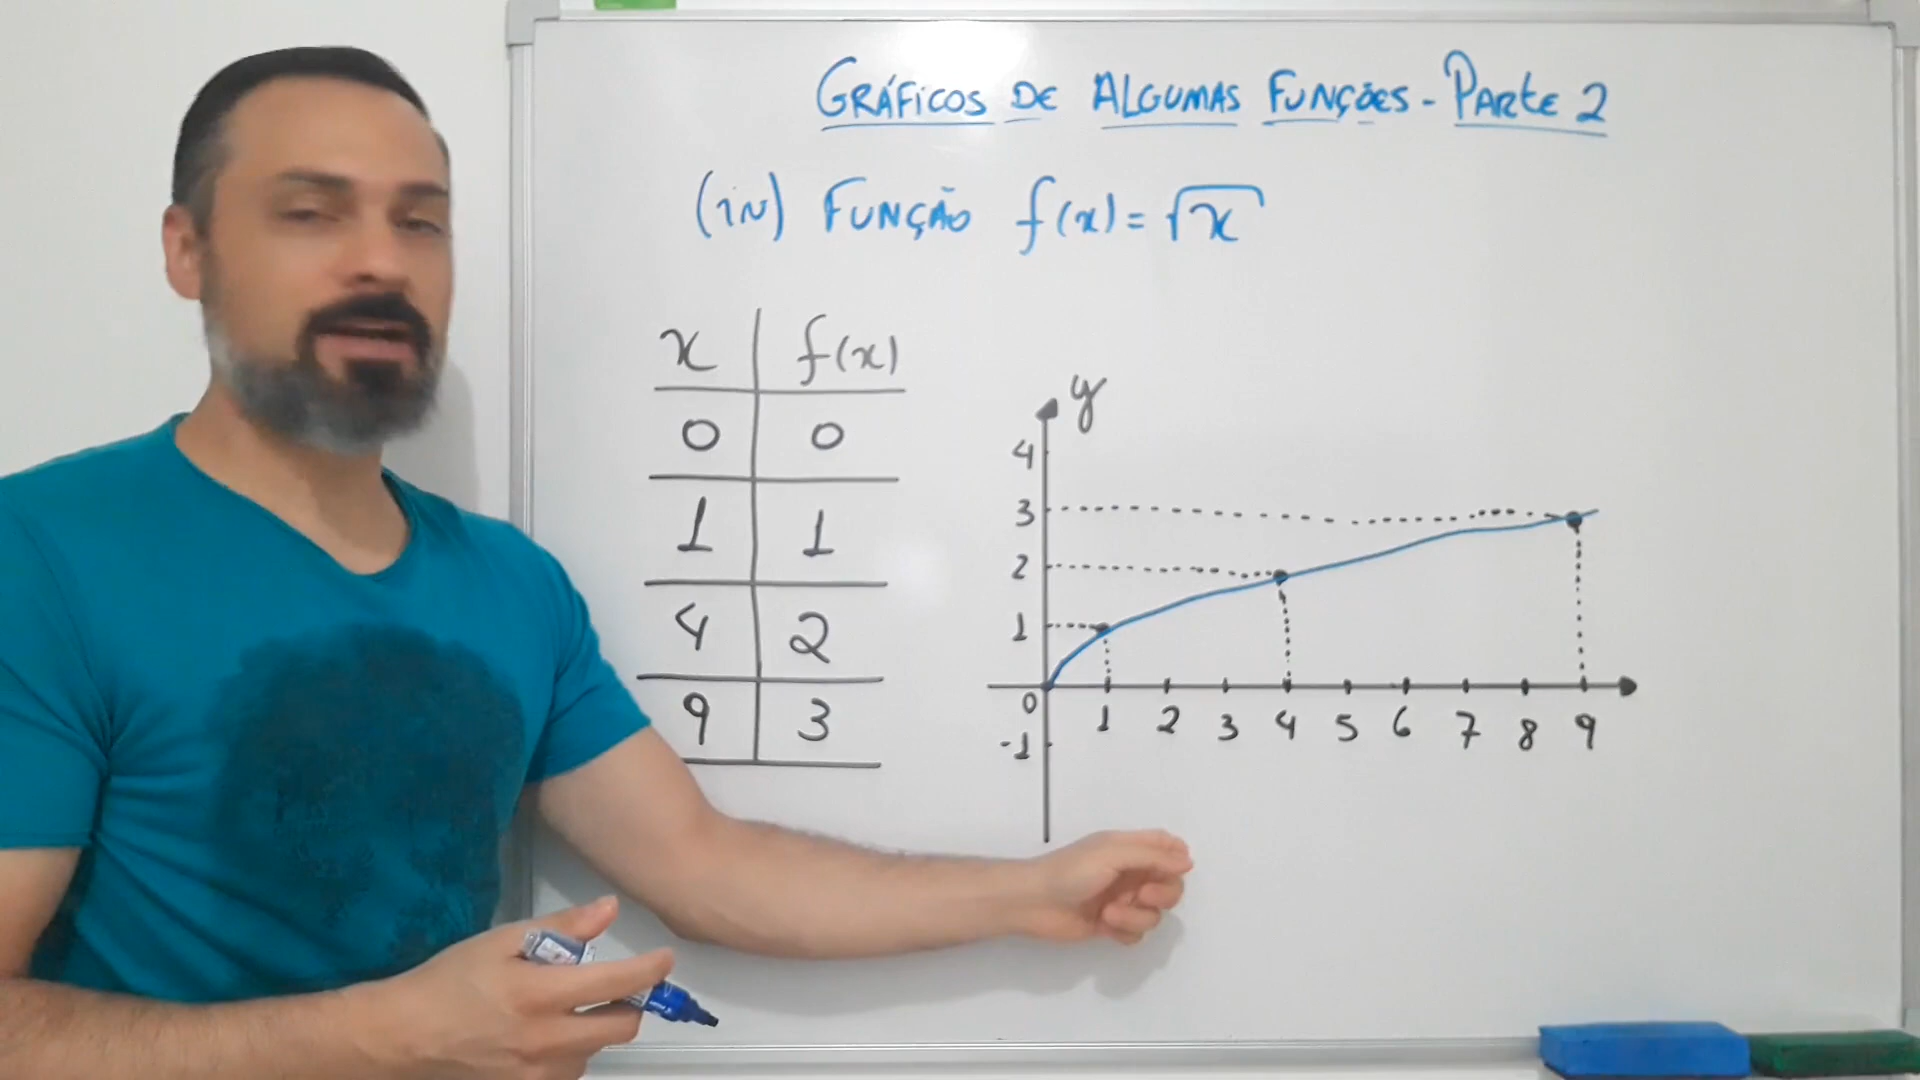 GRÁFICOS DE ALGUMAS FUNÇÕES - PARTE 2
(iv) FUNÇÃO f(x) = √x
x f(x)
0 0
1 1
4 2
9 3
y
4
3
2
1
0
-1
1 2 3 4 5 6 7 8 9